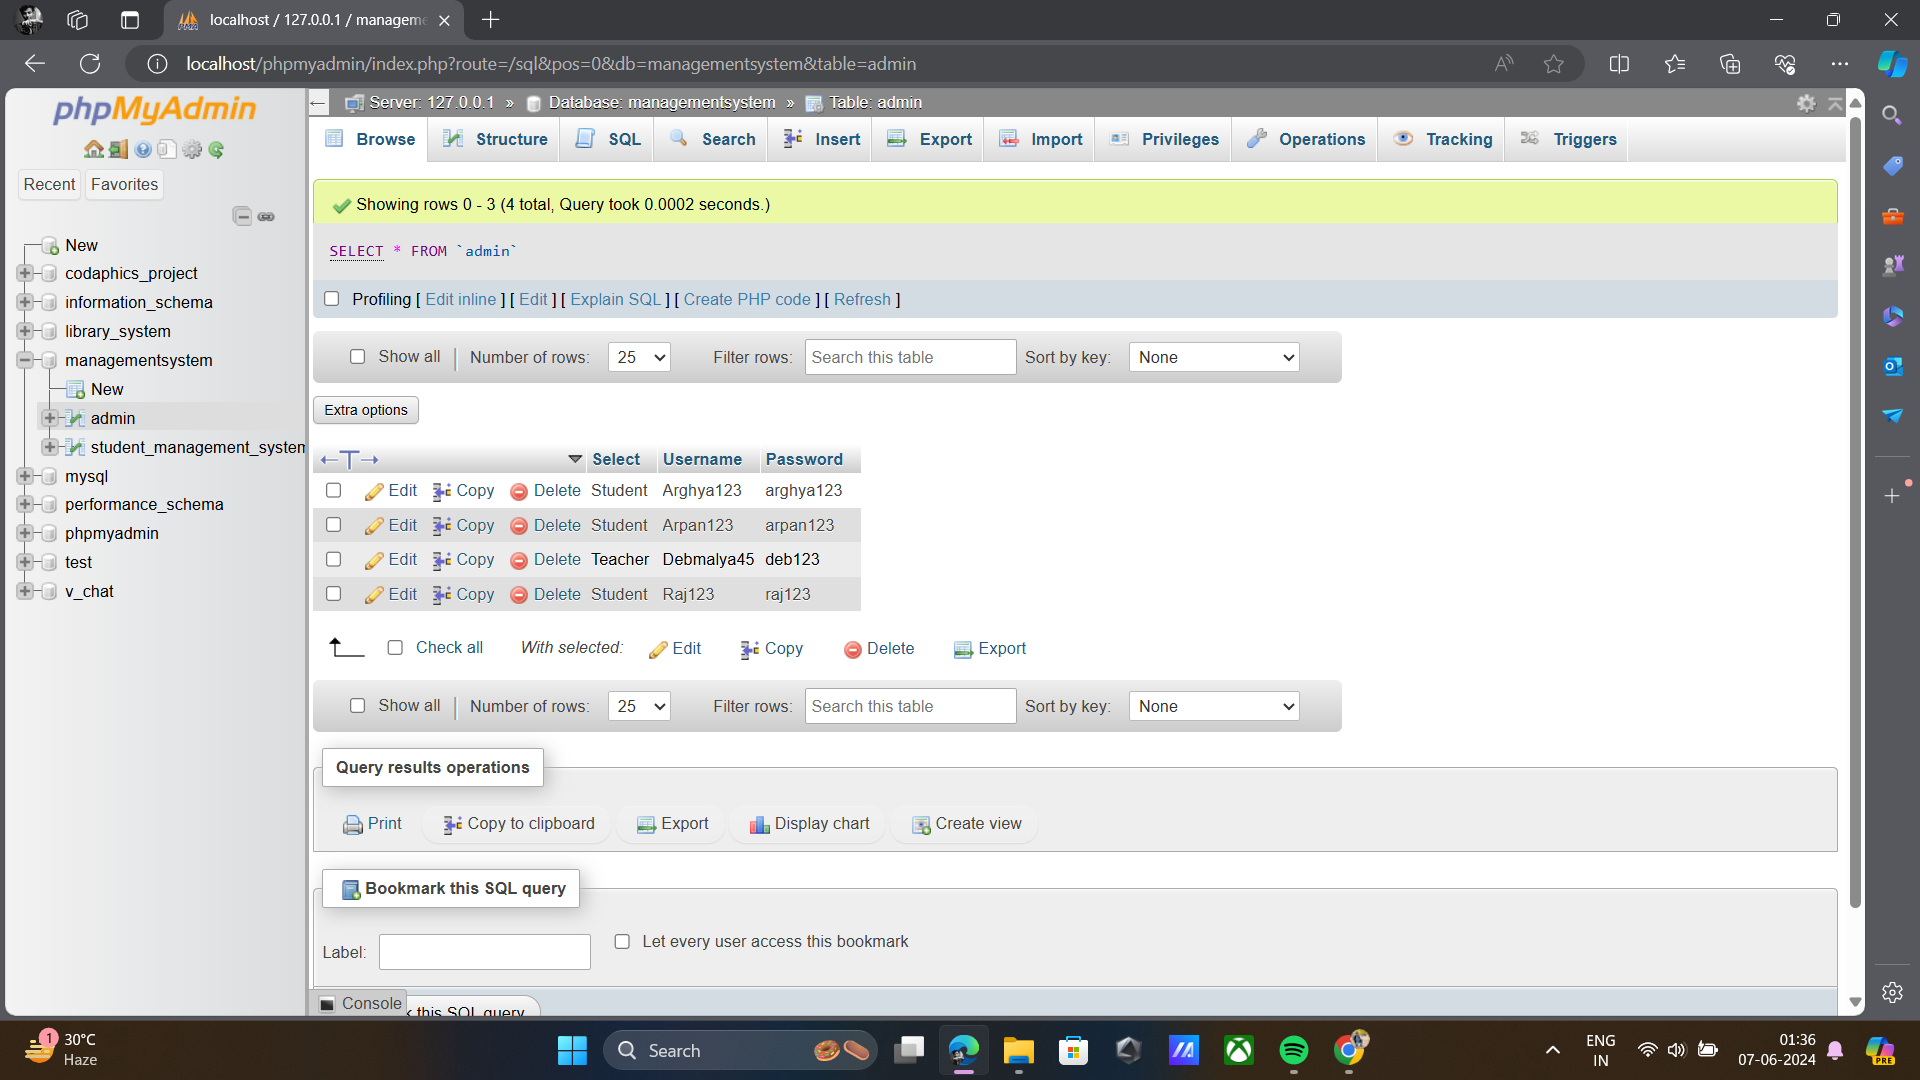 localhost / 127.0.0.1 / manageme
localhost/phpmyadmin/index.php?route=/sql&pos=0&db=managementsystem&table=admin
phpMyAdmin
Recent Favorites
New
codaphics_project
information_schema
library_system
managementsystem
New
admin
student_management_system
mysql
performance_schema
phpmyadmin
test
v_chat
Server: 127.0.0.1 » Database: managementsystem » Table: admin
Browse Structure SQL Search Insert Export Import Privileges Operations Tracking Triggers
Showing rows 0 - 3 (4 total, Query took 0.0002 seconds.)
SELECT * FROM `admin`
Profiling [ Edit inline ] [ Edit ] [ Explain SQL ] [ Create PHP code ] [ Refresh ]
Show all | Number of rows: 25 Filter rows: Search this table Sort by key: None
Extra options
←T→ Select Username Password
Edit Copy Delete Student Arghya123 arghya123
Edit Copy Delete Student Arpan123 arpan123
Edit Copy Delete Teacher Debmalya45 deb123
Edit Copy Delete Student Raj123 raj123
Check all With selected: Edit Copy Delete Export
Show all | Number of rows: 25 Filter rows: Search this table Sort by key: None
Query results operations
Print Copy to clipboard Export Display chart Create view
Bookmark this SQL query
Label: Let every user access this bookmark
Console this SQL query
1 30°C
Haze
Search
ENG
IN
01:36
07-06-2024
PRE